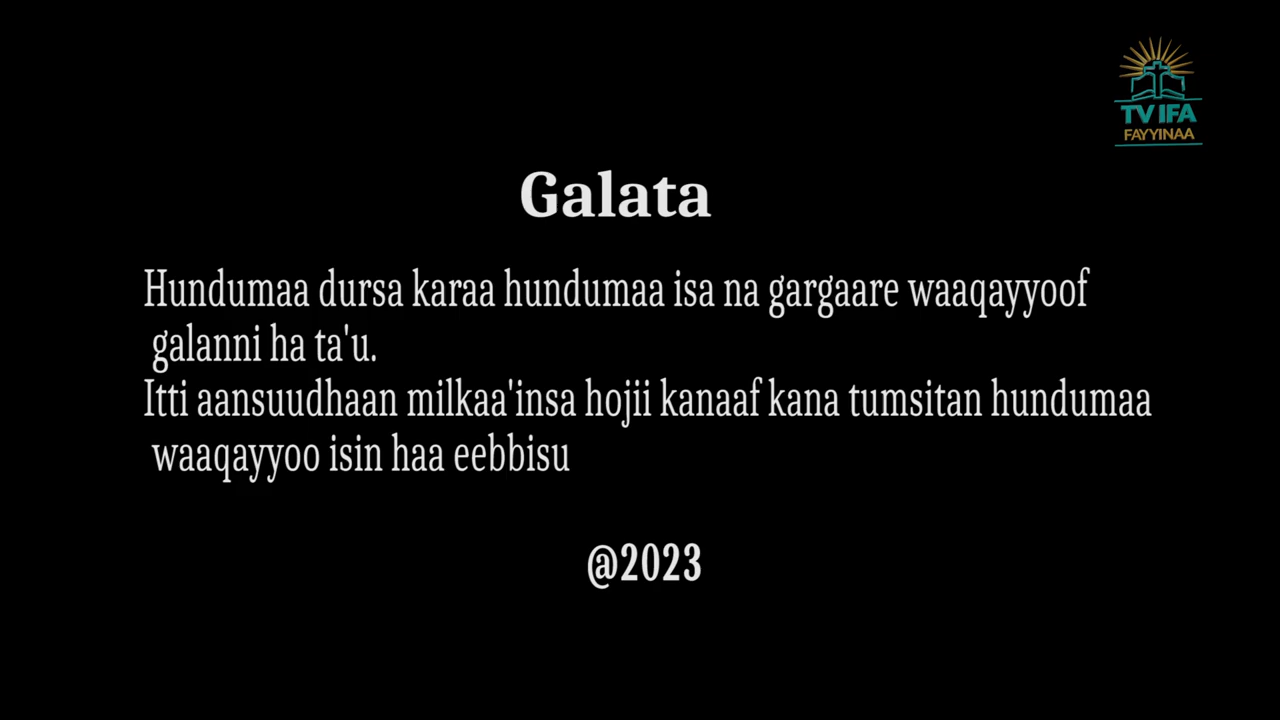 TV IFA
FAYYINAA
Galata
Hundumaa dursa karaa hundumaa isa na gargaare waaqayyoof
galanni ha ta'u.
Itti aansuudhaan milkaa'insa hojii kanaaf kana tumsitan hundumaa
waaqayyoo isin haa eebbisu
@2023